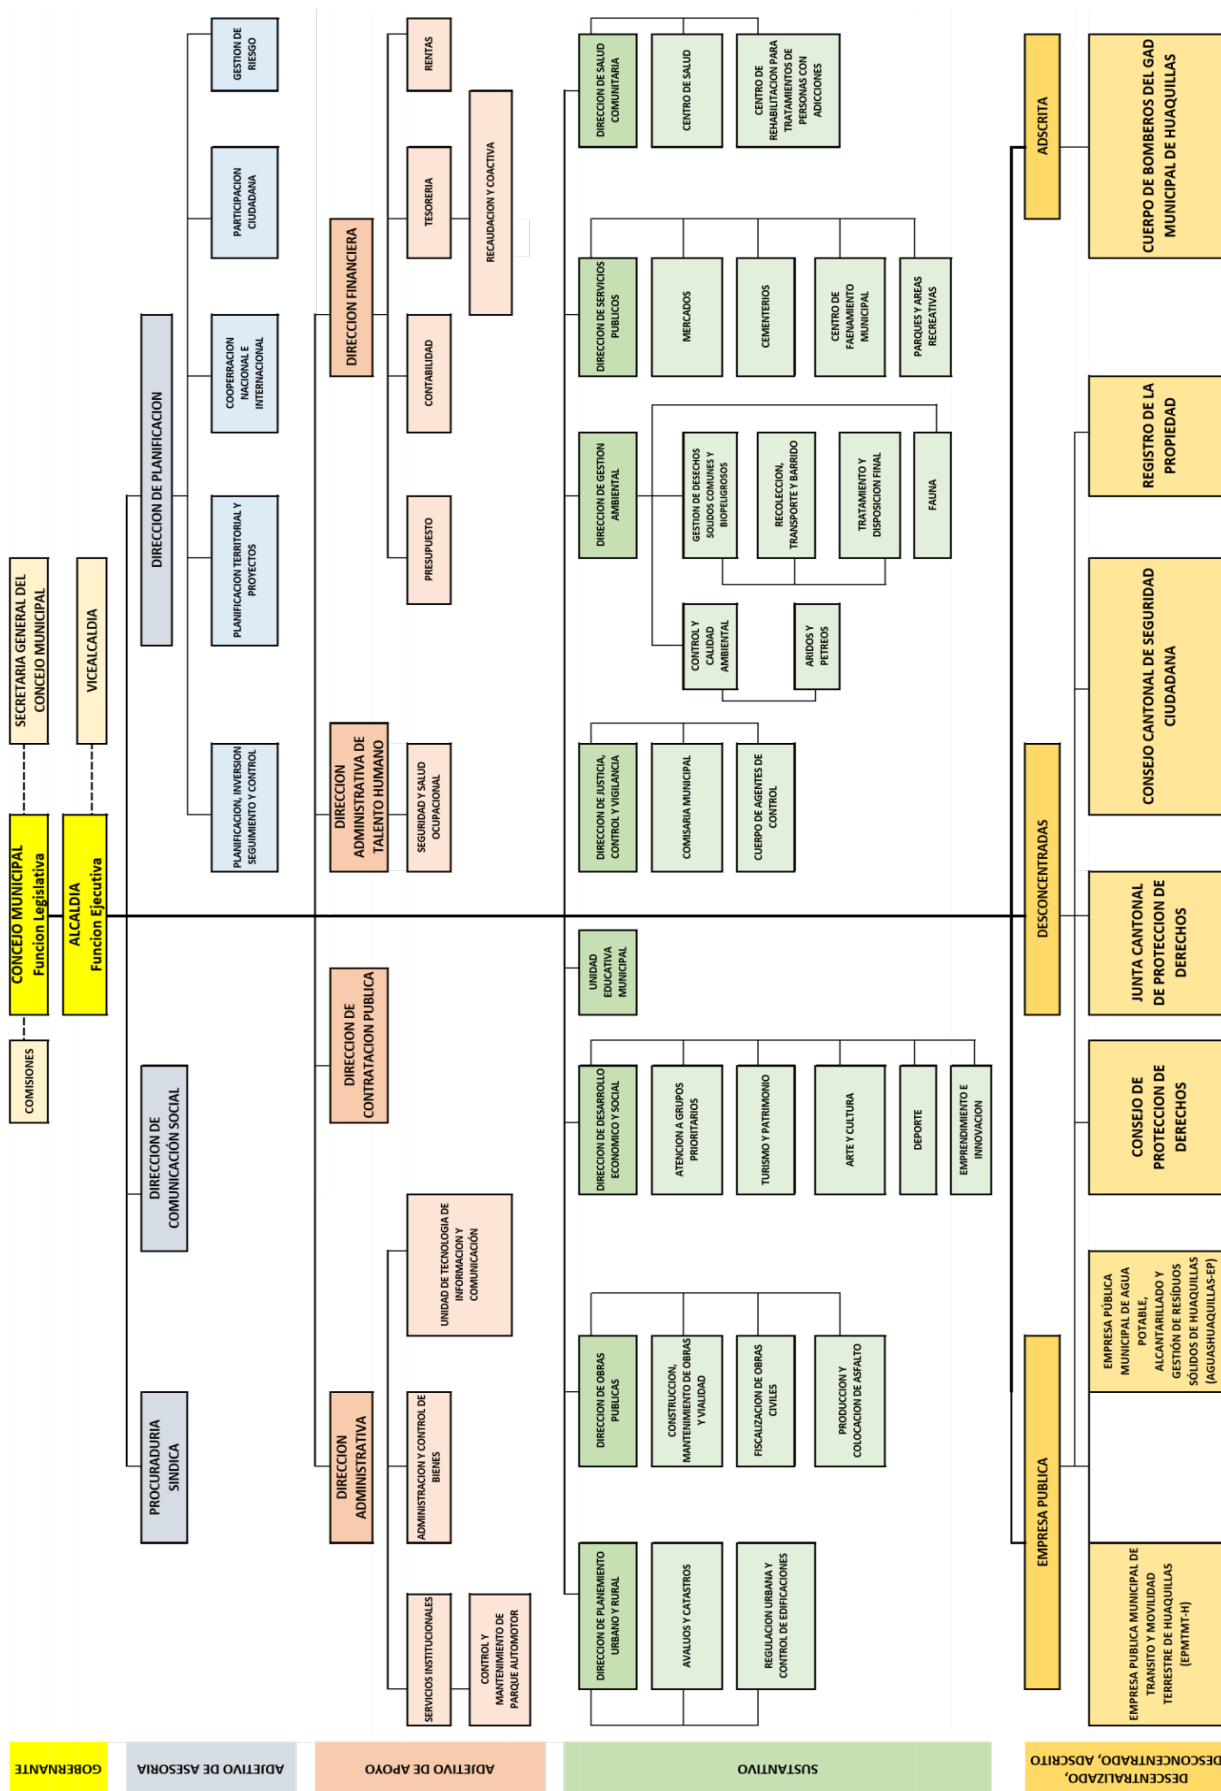 GOBERNANTE
COMISIONES
CONCEJO MUNICIPAL
Funcion Legislativa
SECRETARIA GENERAL DEL
CONCEJO MUNICIPAL
ALCALDIA
Funcion Ejecutiva
VICEALCALDIA
ADJETIVO DE ASESORIA
PROCURADURIA
SINDICA
DIRECCION DE
COMUNICACIÓN SOCIAL
DIRECCION DE PLANIFICACION
PLANIFICACION, INVERSION
SEGUIMIENTO Y CONTROL
PLANIFICACION TERRITORIAL Y
PROYECTOS
COOPERRACION
NACIONAL E
INTERNACIONAL
PARTICIPACION
CIUDADANA
GESTION DE
RIESGO
ADJETIVO DE APOYO
DIRECCION
ADMINISTRATIVA
DIRECCION DE
CONTRATACION PUBLICA
DIRECCION
ADMINISTRATIVA DE
TALENTO HUMANO
DIRECCION FINANCIERA
SERVICIOS INSTITUCIONALES
ADMINISTRACION Y CONTROL DE
BIENES
UNIDAD DE TECNOLOGIA DE
INFORMACION Y
COMUNICACIÓN
SEGURIDAD Y SALUD
OCUPACIONAL
PRESUPUESTO
CONTABILIDAD
TESORERIA
RENTAS
CONTROL Y
MANTENIMIENTO DE
PARQUE AUTOMOTOR
RECAUDACION Y COACTIVA
SUSTANTIVO
DIRECCION DE PLANEMIENTO
URBANO Y RURAL
AVALUOS Y CATASTROS
REGULACION URBANA Y
CONTROL DE EDIFICACIONES
DIRECCION DE OBRAS
PUBLICAS
CONSTRUCCION,
MANTENIMIENTO DE OBRAS
Y VIALIDAD
FISCALIZACION DE OBRAS
CIVILES
PRODUCCION Y
COLOCACION DE ASFALTO
DIRECCION DE DESARROLLO
ECONOMICO Y SOCIAL
ATENCION A GRUPOS
PRIORITARIOS
TURISMO Y PATRIMONIO
ARTE Y CULTURA
DEPORTE
EMPRENDIMIENTO E
INNOVACION
UNIDAD
EDUCATIVA
MUNICIPAL
DIRECCION DE JUSTICIA,
CONTROL Y VIGILANCIA
COMISARIA MUNICIPAL
CUERPO DE AGENTES DE
CONTROL
DIRECCION DE GESTION
AMBIENTAL
CONTROL Y
CALIDAD
AMBIENTAL
ARIDOS Y
PETREOS
GESTION DE DESECHOS
SOLIDOS COMUNES Y
BIOPELIGROSOS
RECOLECCION,
TRANSPORTE Y BARRIDO
TRATAMIENTO Y
DISPOSICION FINAL
FAUNA
DIRECCION DE SERVICIOS
PUBLICOS
MERCADOS
CEMENTERIOS
CENTRO DE
FAENAMIENTO
MUNICIPAL
PARQUES Y AREAS
RECREATIVAS
DIRECCION DE SALUD
COMUNITARIA
CENTRO DE SALUD
CENTRO DE
REHABILITACION PARA
TRATAMIENTOS DE
PERSONAS CON
ADICCIONES
DESCENTRALIZADO,
DESCONCENTRADO, ADSCRITO
EMPRESA PUBLICA
DESCONCENTRADAS
ADSCRITA
EMPRESA PUBLICA MUNICIPAL DE
TRANSITO Y MOVILIDAD
TERRESTRE DE HUAQUILLAS
(EPMTMT-H)
EMPRESA PÚBLICA
MUNICIPAL DE AGUA
POTABLE,
ALCANTARILLADO Y
GESTIÓN DE RESÍDUOS
SÓLIDOS DE HUAQUILLAS
(AGUASHUAQUILLAS-EP)
CONSEJO DE
PROTECCION DE
DERECHOS
JUNTA CANTONAL
DE PROTECCION DE
DERECHOS
CONSEJO CANTONAL DE SEGURIDAD
CIUDADANA
REGISTRO DE LA
PROPIEDAD
CUERPO DE BOMBEROS DEL GAD
MUNICIPAL DE HUAQUILLAS